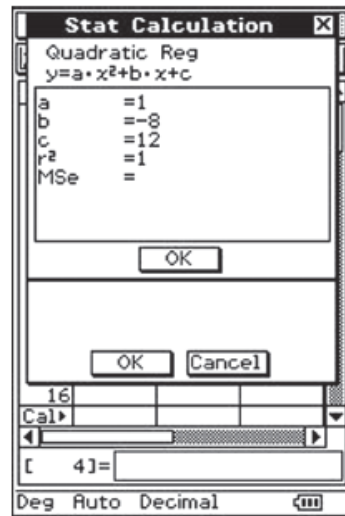 Stat Calculation
Quadratic Reg
y=a·x²+b·x+c
a =1
b =-8
c =12
r² =1
MSe =
OK
OK Cancel
16
Cal▶
[ 4]=
Deg Auto Decimal